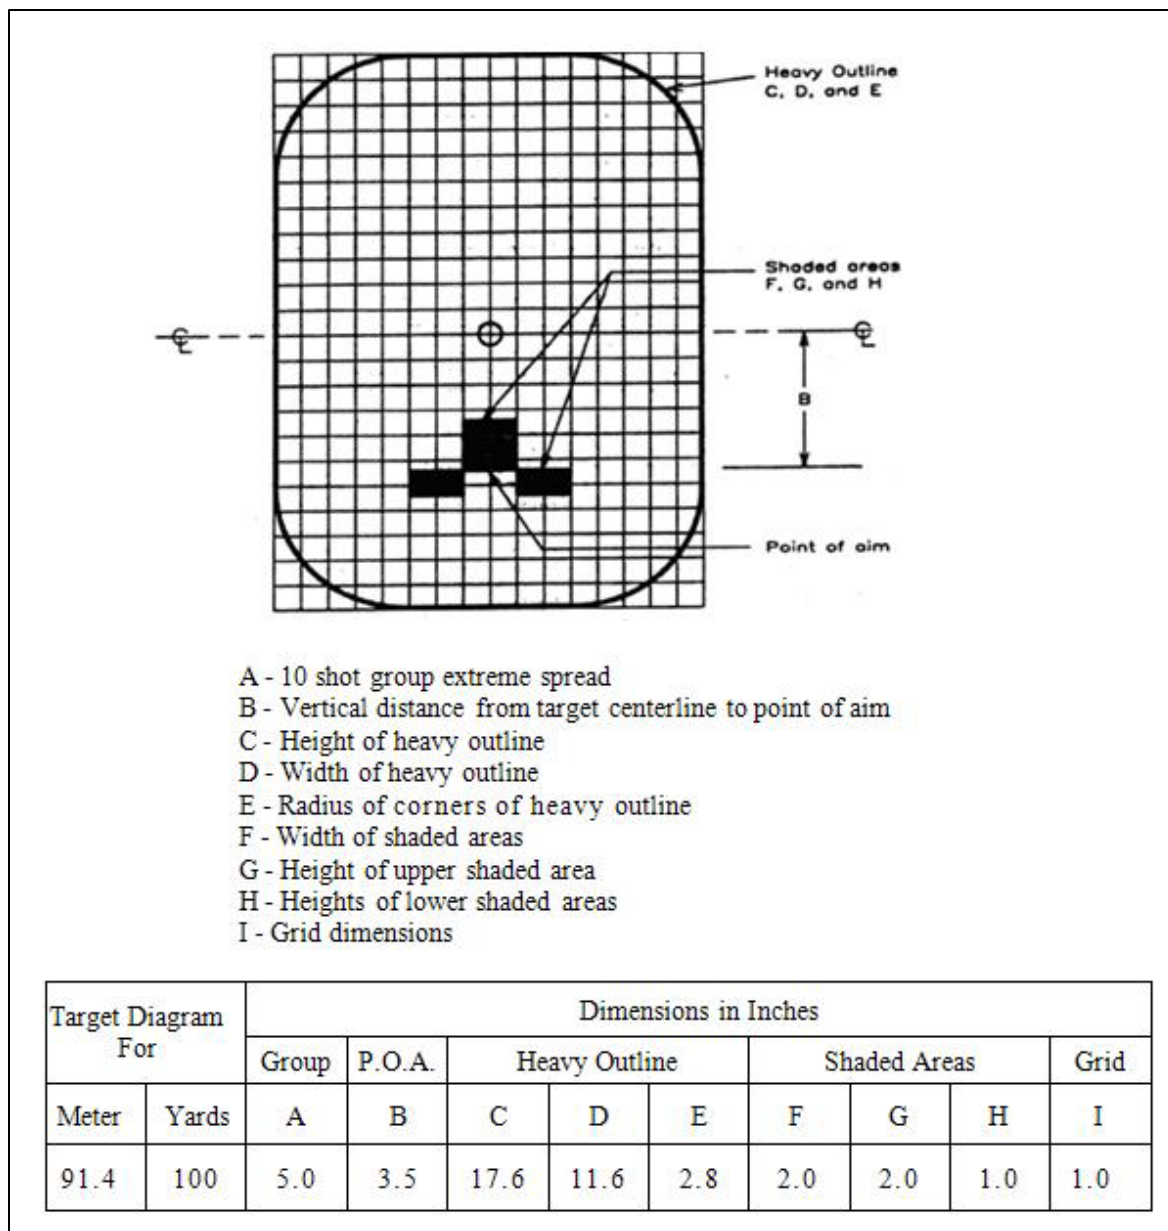 Heavy Outline
C, D, and E
Shaded areas
F, G, and H
℄
℄
B
Point of aim
A - 10 shot group extreme spread
B - Vertical distance from target centerline to point of aim
C - Height of heavy outline
D - Width of heavy outline
E - Radius of corners of heavy outline
F - Width of shaded areas
G - Height of upper shaded area
H - Heights of lower shaded areas
I - Grid dimensions
Target Diagram For Dimensions in Inches
Group P.O.A. Heavy Outline Shaded Areas Grid
Meter Yards A B C D E F G H I
91.4 100 5.0 3.5 17.6 11.6 2.8 2.0 2.0 1.0 1.0